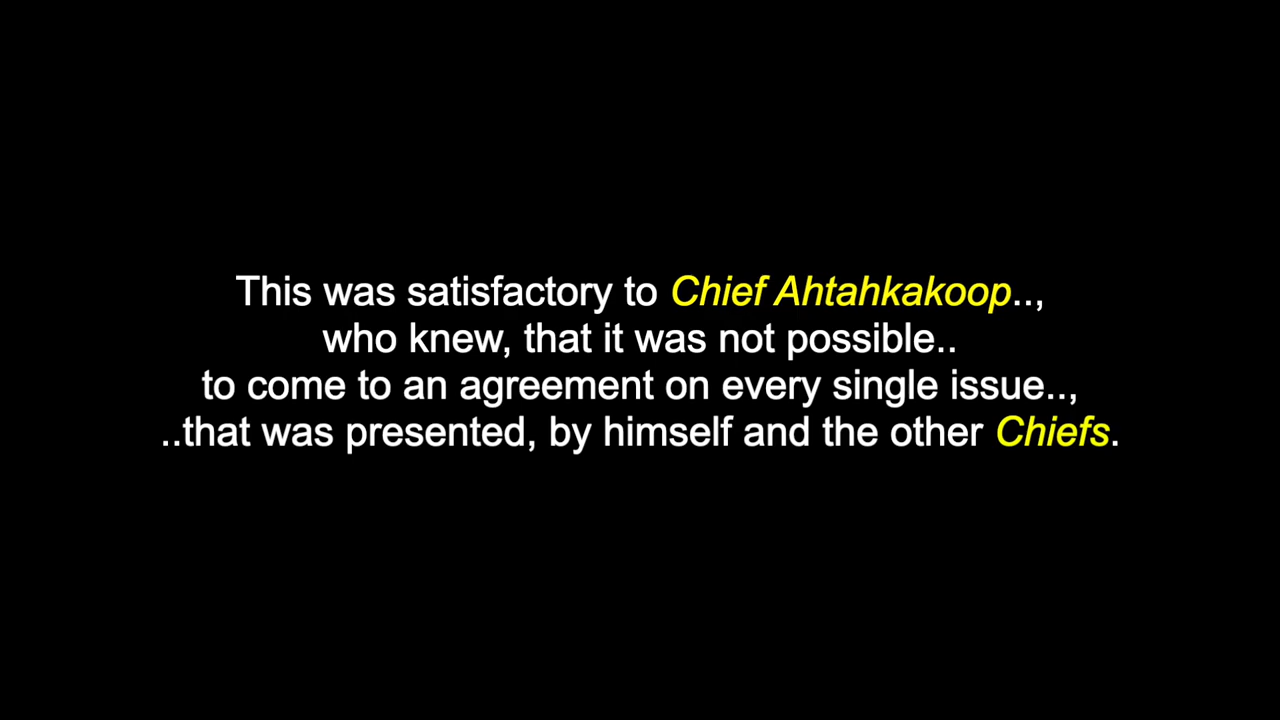 This was satisfactory to Chief Ahtahkakoop..,
who knew, that it was not possible..
to come to an agreement on every single issue..,
..that was presented, by himself and the other Chiefs.